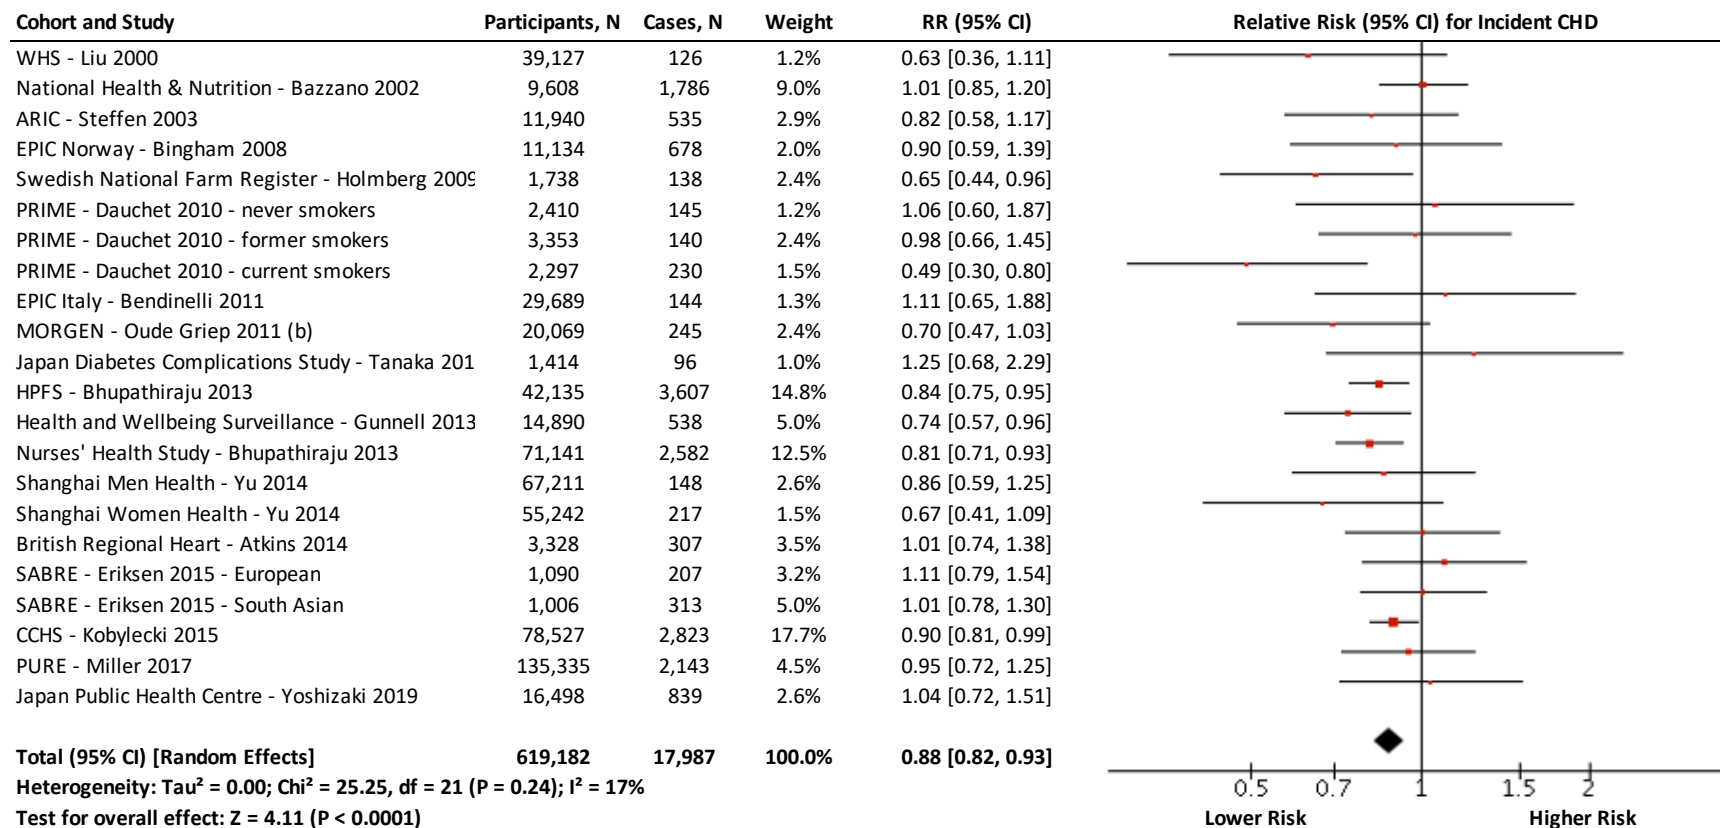 Cohort and Study Participants, N Cases, N Weight RR (95% CI) Relative Risk (95% CI) for Incident CHD
WHS - Liu 2000 39,127 126 1.2% 0.63 [0.36, 1.11]
National Health & Nutrition - Bazzano 2002 9,608 1,786 9.0% 1.01 [0.85, 1.20]
ARIC - Steffen 2003 11,940 535 2.9% 0.82 [0.58, 1.17]
EPIC Norway - Bingham 2008 11,134 678 2.0% 0.90 [0.59, 1.39]
Swedish National Farm Register - Holmberg 2009 1,738 138 2.4% 0.65 [0.44, 0.96]
PRIME - Dauchet 2010 - never smokers 2,410 145 1.2% 1.06 [0.60, 1.87]
PRIME - Dauchet 2010 - former smokers 3,353 140 2.4% 0.98 [0.66, 1.45]
PRIME - Dauchet 2010 - current smokers 2,297 230 1.5% 0.49 [0.30, 0.80]
EPIC Italy - Bendinelli 2011 29,689 144 1.3% 1.11 [0.65, 1.88]
MORGEN - Oude Griep 2011 (b) 20,069 245 2.4% 0.70 [0.47, 1.03]
Japan Diabetes Complications Study - Tanaka 201 1,414 96 1.0% 1.25 [0.68, 2.29]
HPFS - Bhupathiraju 2013 42,135 3,607 14.8% 0.84 [0.75, 0.95]
Health and Wellbeing Surveillance - Gunnell 2013 14,890 538 5.0% 0.74 [0.57, 0.96]
Nurses' Health Study - Bhupathiraju 2013 71,141 2,582 12.5% 0.81 [0.71, 0.93]
Shanghai Men Health - Yu 2014 67,211 148 2.6% 0.86 [0.59, 1.25]
Shanghai Women Health - Yu 2014 55,242 217 1.5% 0.67 [0.41, 1.09]
British Regional Heart - Atkins 2014 3,328 307 3.5% 1.01 [0.74, 1.38]
SABRE - Eriksen 2015 - European 1,090 207 3.2% 1.11 [0.79, 1.54]
SABRE - Eriksen 2015 - South Asian 1,006 313 5.0% 1.01 [0.78, 1.30]
CCHS - Kobylecki 2015 78,527 2,823 17.7% 0.90 [0.81, 0.99]
PURE - Miller 2017 135,335 2,143 4.5% 0.95 [0.72, 1.25]
Japan Public Health Centre - Yoshizaki 2019 16,498 839 2.6% 1.04 [0.72, 1.51]
Total (95% CI) [Random Effects] 619,182 17,987 100.0% 0.88 [0.82, 0.93]
Heterogeneity: Tau² = 0.00; Chi² = 25.25, df = 21 (P = 0.24); I² = 17%
0.5 0.7 1 1.5 2
Test for overall effect: Z = 4.11 (P < 0.0001) Lower Risk Higher Risk